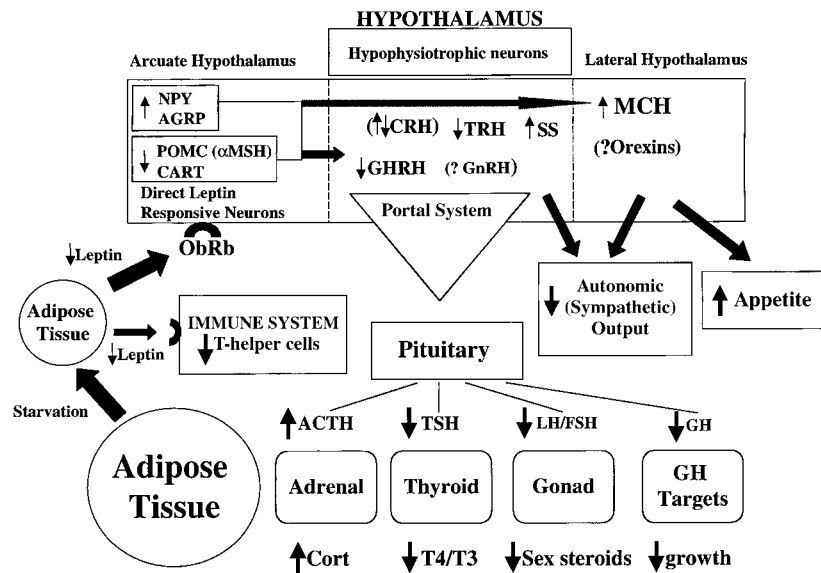 HYPOTHALAMUS
Arcuate Hypothalamus
Hypophysiotrophic neurons
Lateral Hypothalamus
↑ NPY
AGRP
↓ POMC (αMSH)
CART
Direct Leptin
Responsive Neurons
(↑↓CRH) ↓TRH ↑SS
↓GHRH (? GnRH)
↑ MCH
(?Orexins)
Portal System
ObRb
↓Leptin
Adipose
Tissue
↓Leptin
IMMUNE SYSTEM
↓ T-helper cells
↓ Autonomic
(Sympathetic)
Output
↑ Appetite
Starvation
Pituitary
Adipose
Tissue
↑ACTH ↓TSH ↓LH/FSH ↓GH
Adrenal Thyroid Gonad GH
Targets
↑Cort ↓T4/T3 ↓Sex steroids ↓growth